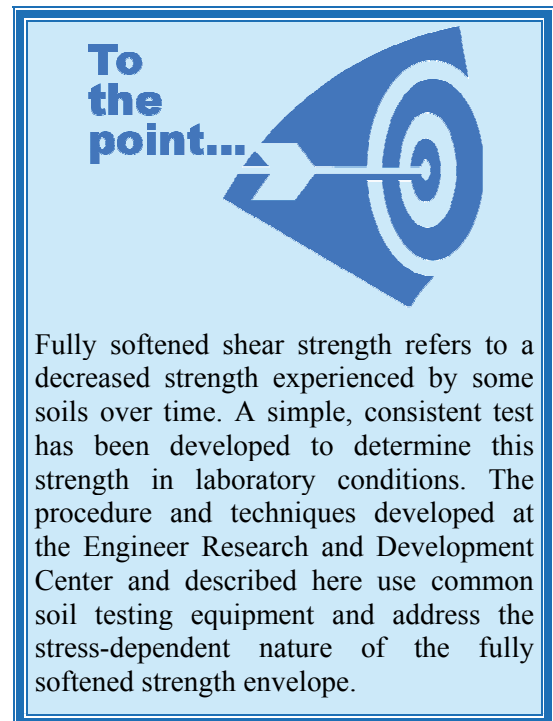 To
the
point...
Fully softened shear strength refers to a
decreased strength experienced by some
soils over time. A simple, consistent test
has been developed to determine this
strength in laboratory conditions. The
procedure and techniques developed at
the Engineer Research and Development
Center and described here use common
soil testing equipment and address the
stress-dependent nature of the fully
softened strength envelope.